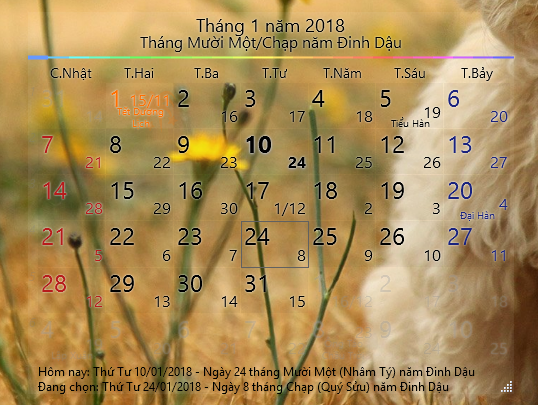 Tháng 1 năm 2018
Tháng Mười Một/Chạp năm Đinh Dậu
C.Nhật T.Hai T.Ba T.Tư T.Năm T.Sáu T.Bảy
1 15/11 Tết Dương Lịch 2 16 3 17 4 18 5 19 Tiểu Hàn 6 20
7 21 8 22 9 23 10 24 11 25 12 26 13 27
14 28 15 29 16 30 17 1/12 18 2 19 3 20 4 Đại Hàn
21 5 22 6 23 7 24 8 25 9 26 10 27 11
28 12 29 13 30 14 31 15
Hôm nay: Thứ Tư 10/01/2018 - Ngày 24 tháng Mười Một (Nhâm Tý) năm Đinh Dậu
Đang chọn: Thứ Tư 24/01/2018 - Ngày 8 tháng Chạp (Quý Sửu) năm Đinh Dậu